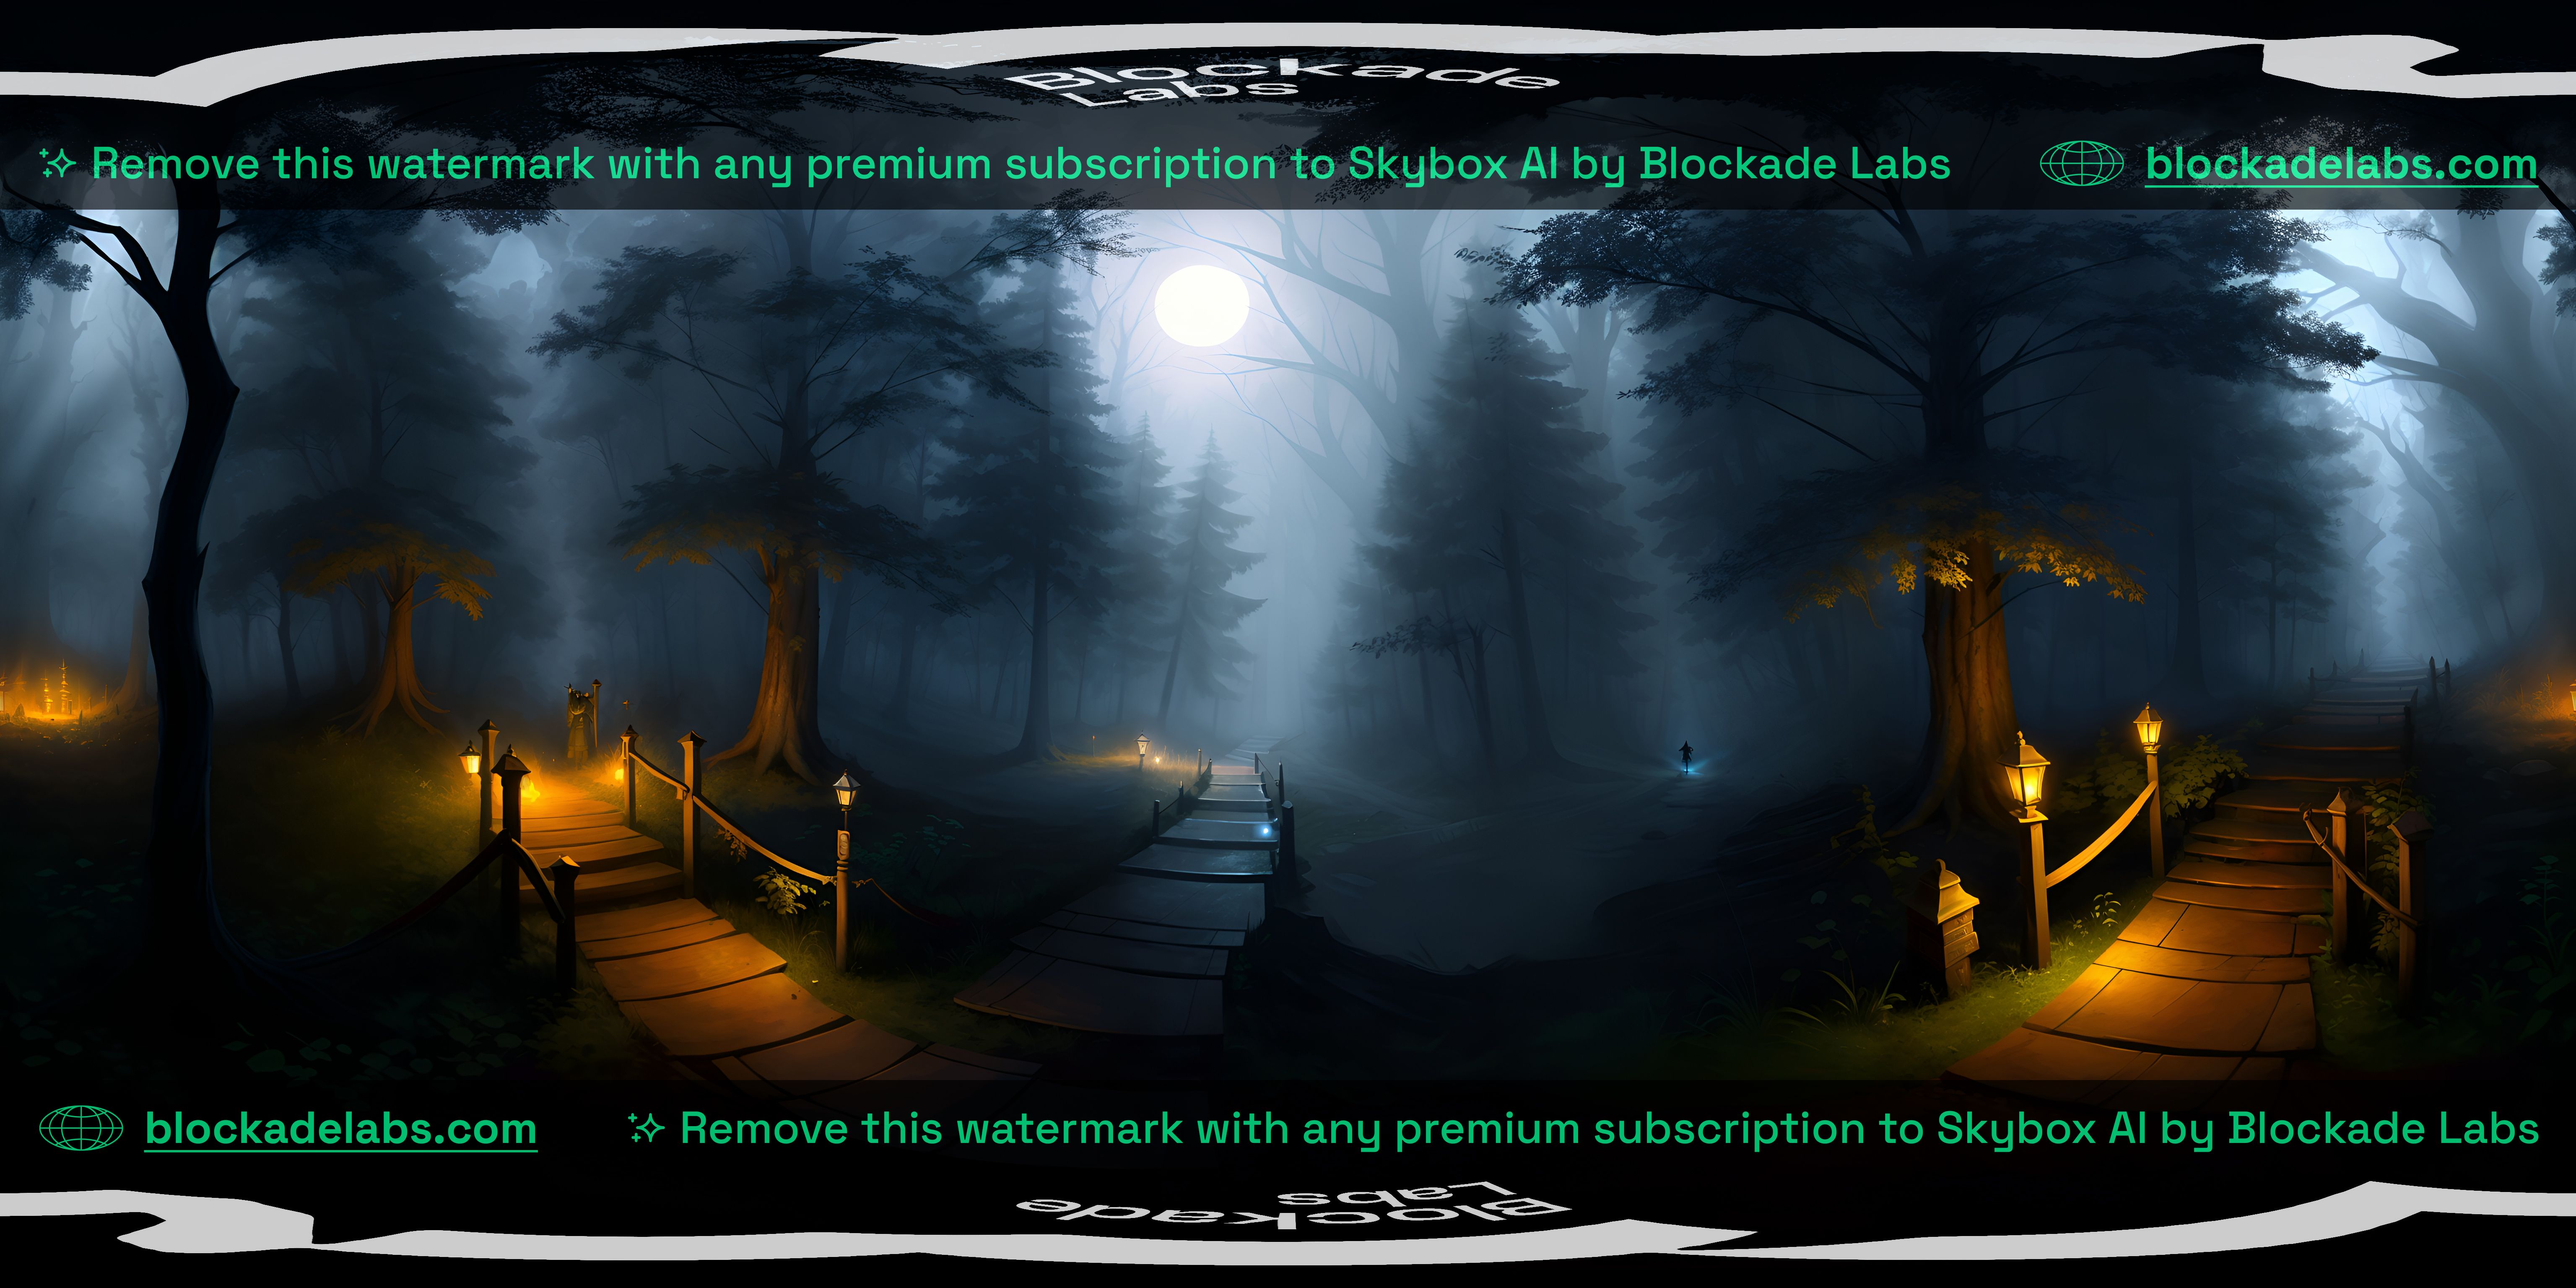 Blockade
Labs
Remove this watermark with any premium subscription to Skybox AI by Blockade Labs
blockadelabs.com
blockadelabs.com
Remove this watermark with any premium subscription to Skybox AI by Blockade Labs
Labs
Blockade